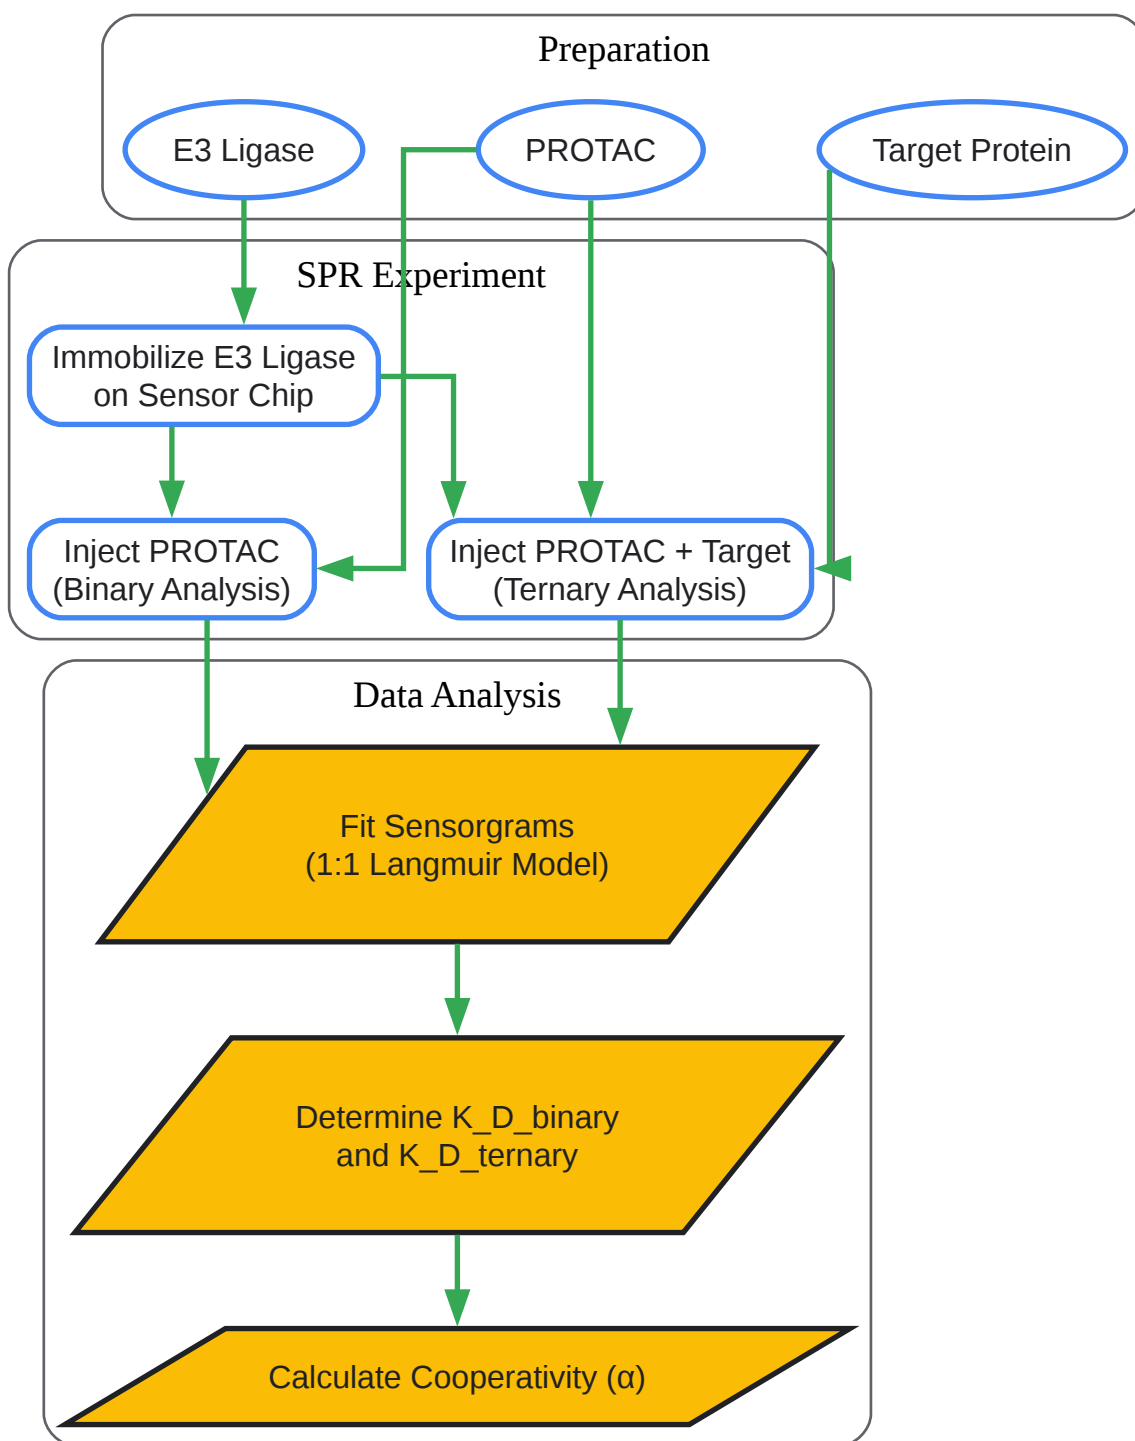 Preparation
E3 Ligase
PROTAC
Target Protein
SPR Experiment
Immobilize E3 Ligase
on Sensor Chip
Inject PROTAC
(Binary Analysis)
Inject PROTAC + Target
(Ternary Analysis)
Data Analysis
Fit Sensorgrams
(1:1 Langmuir Model)
Determine K_D_binary
and K_D_ternary
Calculate Cooperativity (α)